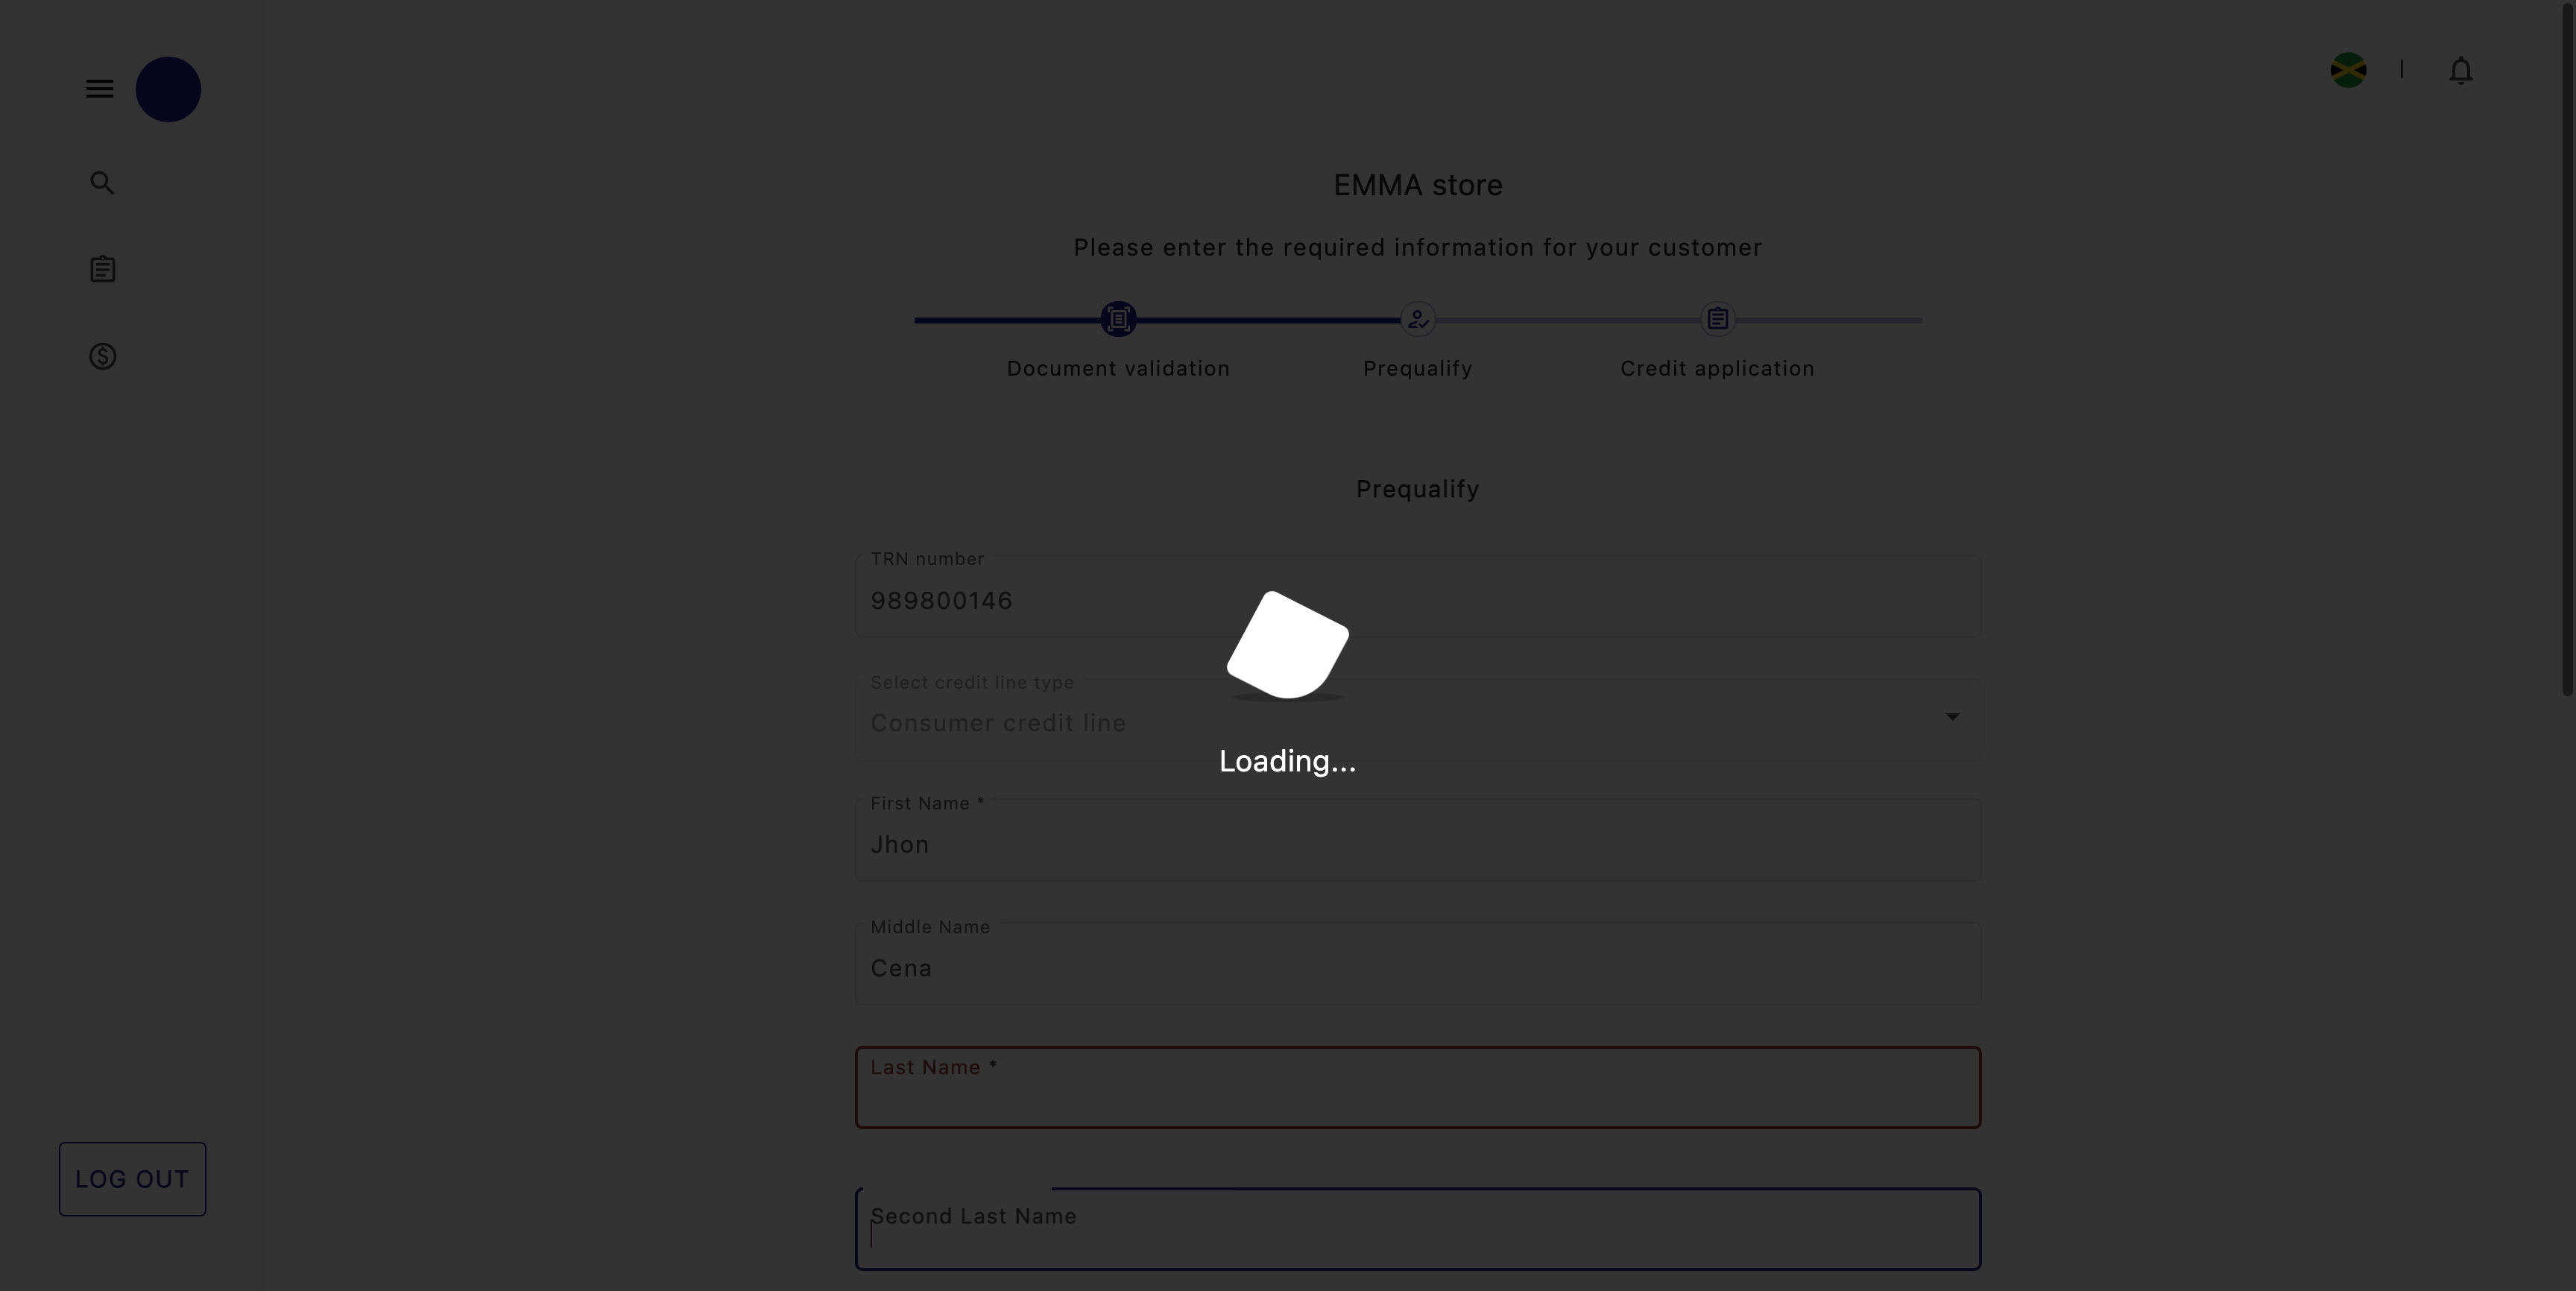 EMMA store
Please enter the required information for your customer
Document validation
Prequalify
Credit application
Prequalify
TRN number
989800146
Select credit line type
Consumer credit line
Loading...
First Name *
Jhon
Middle Name
Cena
Last Name *
LOG OUT
Second Last Name